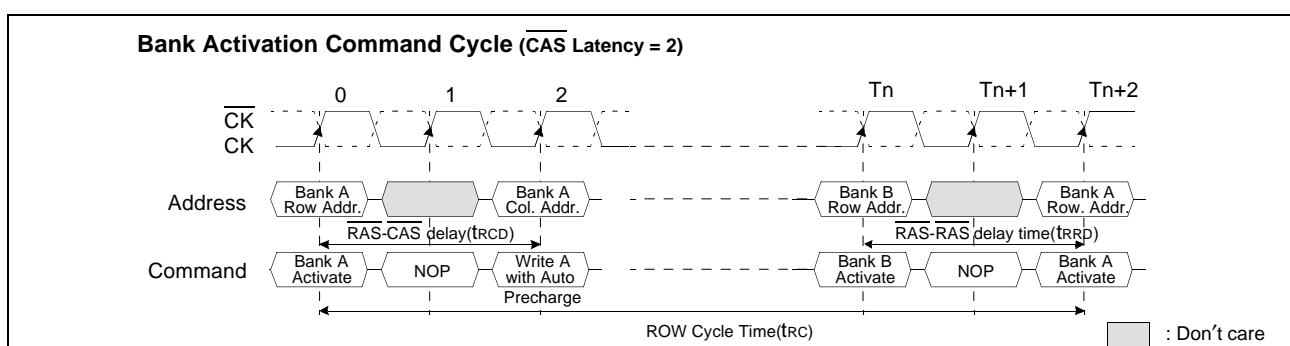 Bank Activation Command Cycle (CAS Latency = 2)
0 1 2 Tn Tn+1 Tn+2
CK
CK
Address
Bank A
Row Addr.
Bank A
Col. Addr.
Bank B
Row Addr.
Bank A
Row. Addr.
RAS-CAS delay(tRCD)
RAS-RAS delay time(tRRD)
Command
Bank A
Activate
NOP
Write A
with Auto
Precharge
Bank B
Activate
NOP
Bank A
Activate
ROW Cycle Time(tRC)
: Don't care